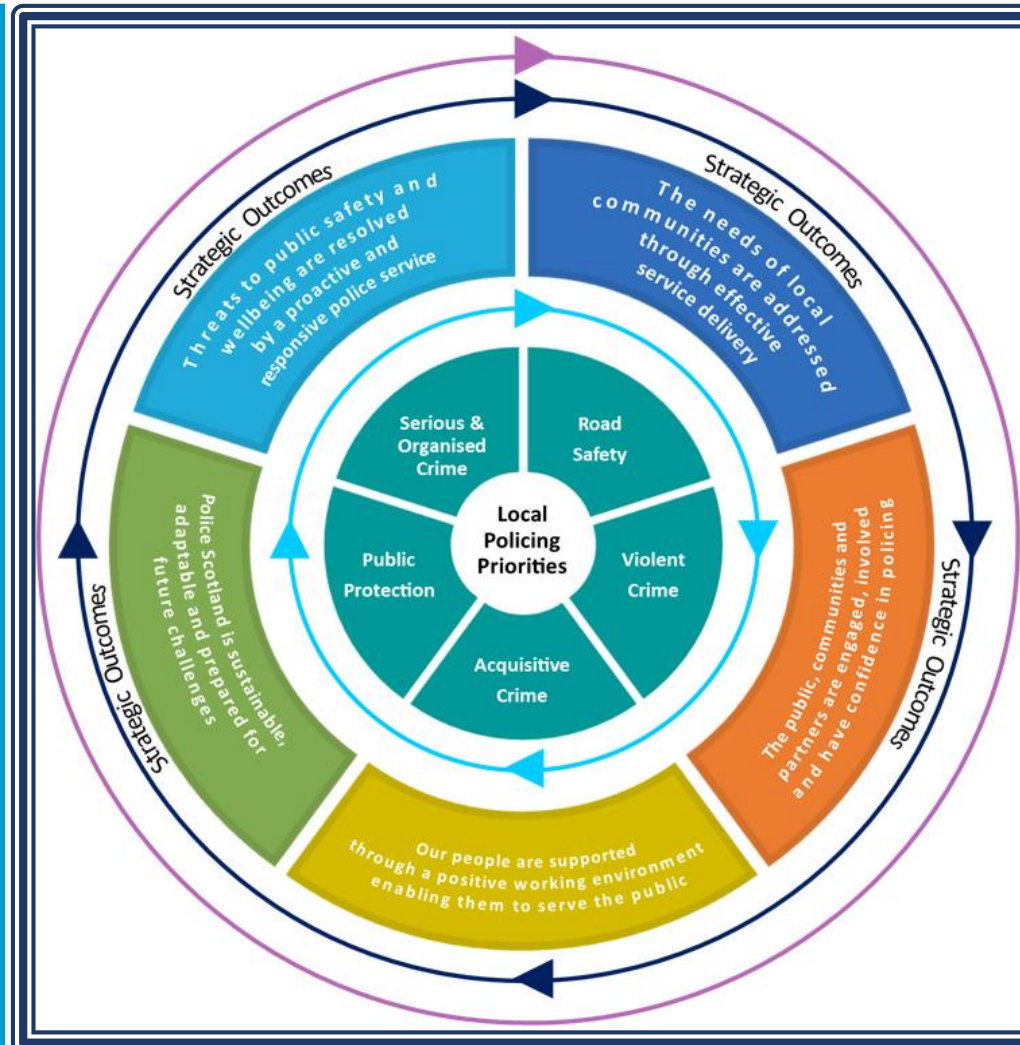 Strategic Outcomes
Threats to public safety and
wellbeing are resolved
by a proactive and
responsive police service
Strategic Outcomes
The needs of local
communities are addressed
through effective
service delivery
Strategic Outcomes
The public, communities and
partners are engaged, involved
and have confidence in policing
Our people are supported
through a positive working environment
enabling them to serve the public
Strategic Outcomes
Police Scotland is sustainable,
adaptable and prepared for
future challenges
Local
Policing
Priorities
Serious &
Organised
Crime
Road
Safety
Violent
Crime
Acquisitive
Crime
Public
Protection